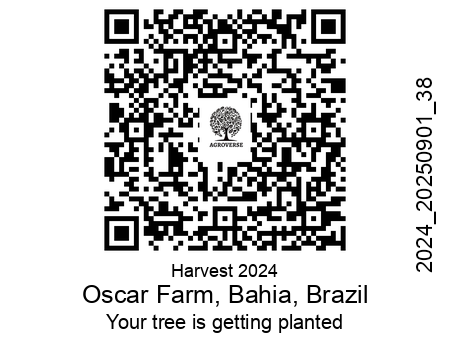 AGROVERSE
Harvest 2024
Oscar Farm, Bahia, Brazil
Your tree is getting planted
2024_20250901_38